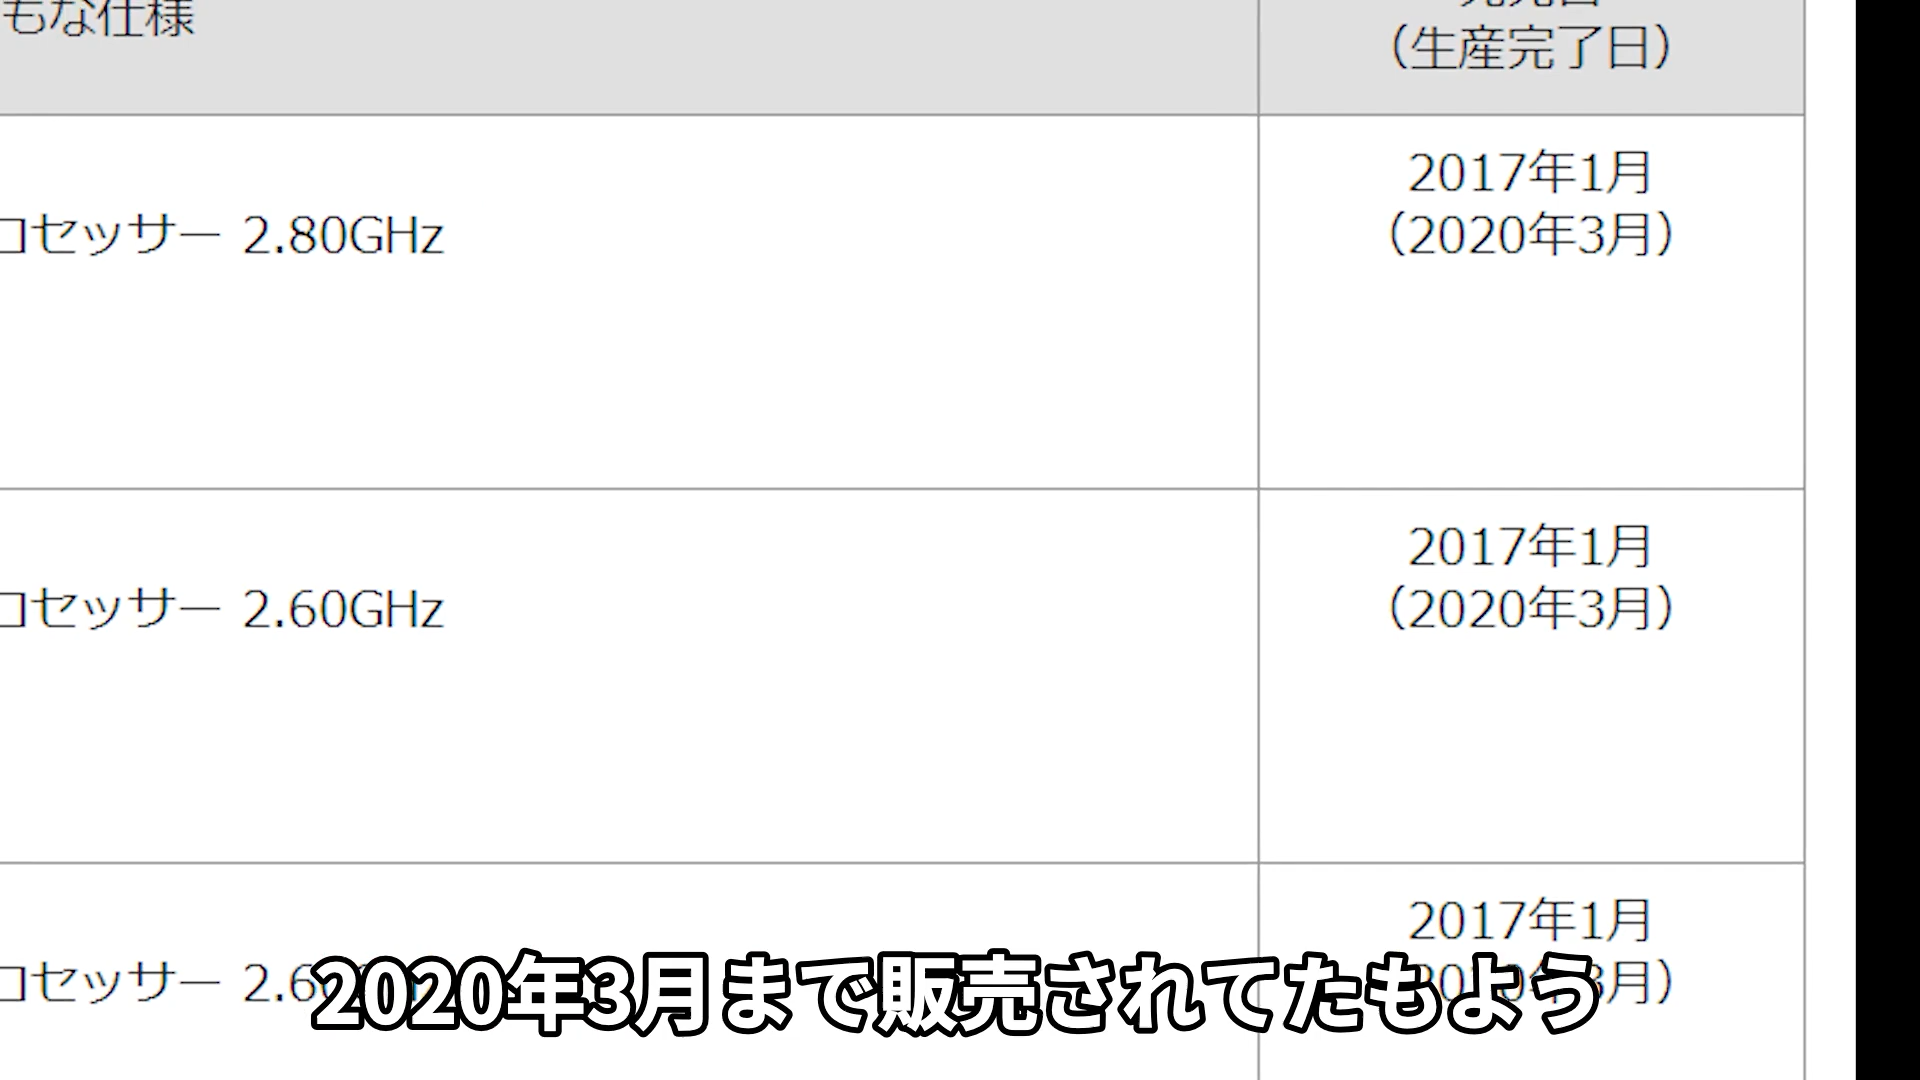 もな仕様
（生産完了日）
2017年1月
ロセッサー 2.80GHz
（2020年3月）
2017年1月
ロセッサー 2.60GHz
（2020年3月）
2017年1月
ロセッサー 2.6
2020年3月まで販売されてたもよう